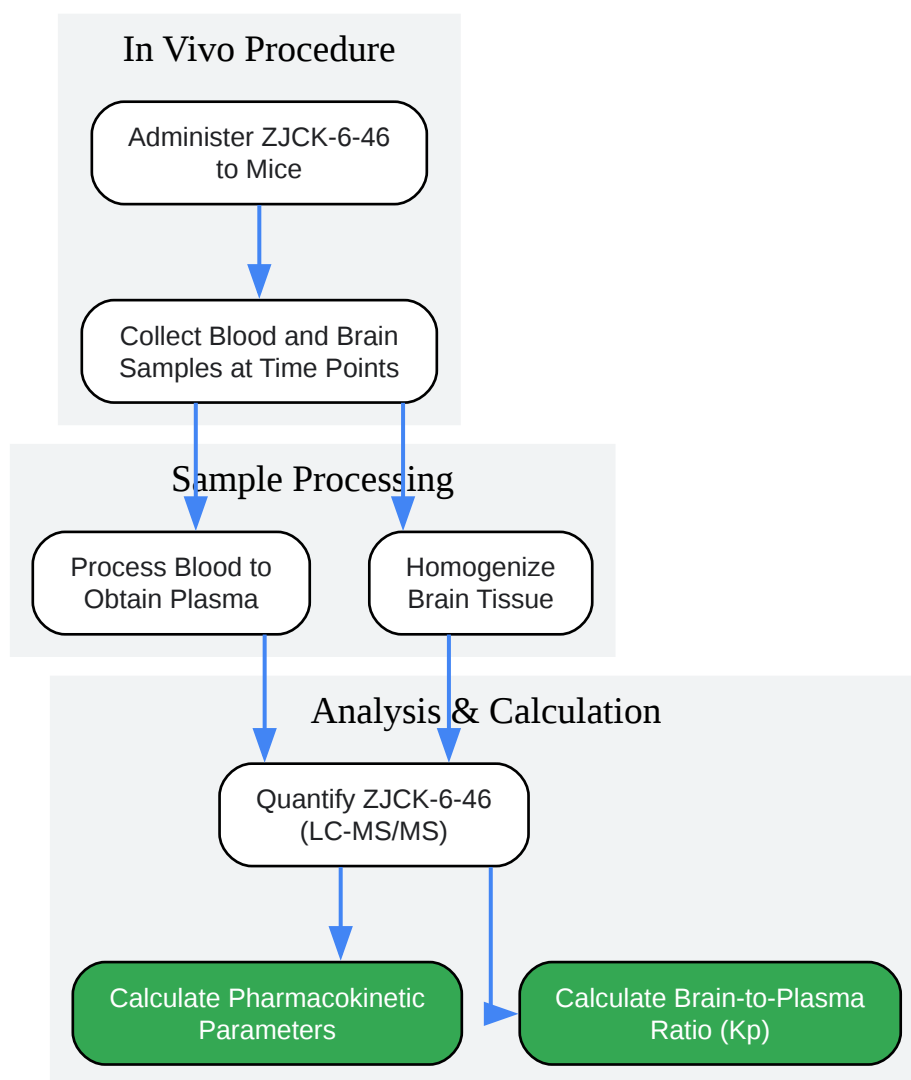 In Vivo Procedure
Administer ZJCK-6-46
to Mice
Collect Blood and Brain
Samples at Time Points
Sample Processing
Process Blood to
Obtain Plasma
Homogenize
Brain Tissue
Analysis & Calculation
Quantify ZJCK-6-46
(LC-MS/MS)
Calculate Pharmacokinetic
Parameters
Calculate Brain-to-Plasma
Ratio (Kp)